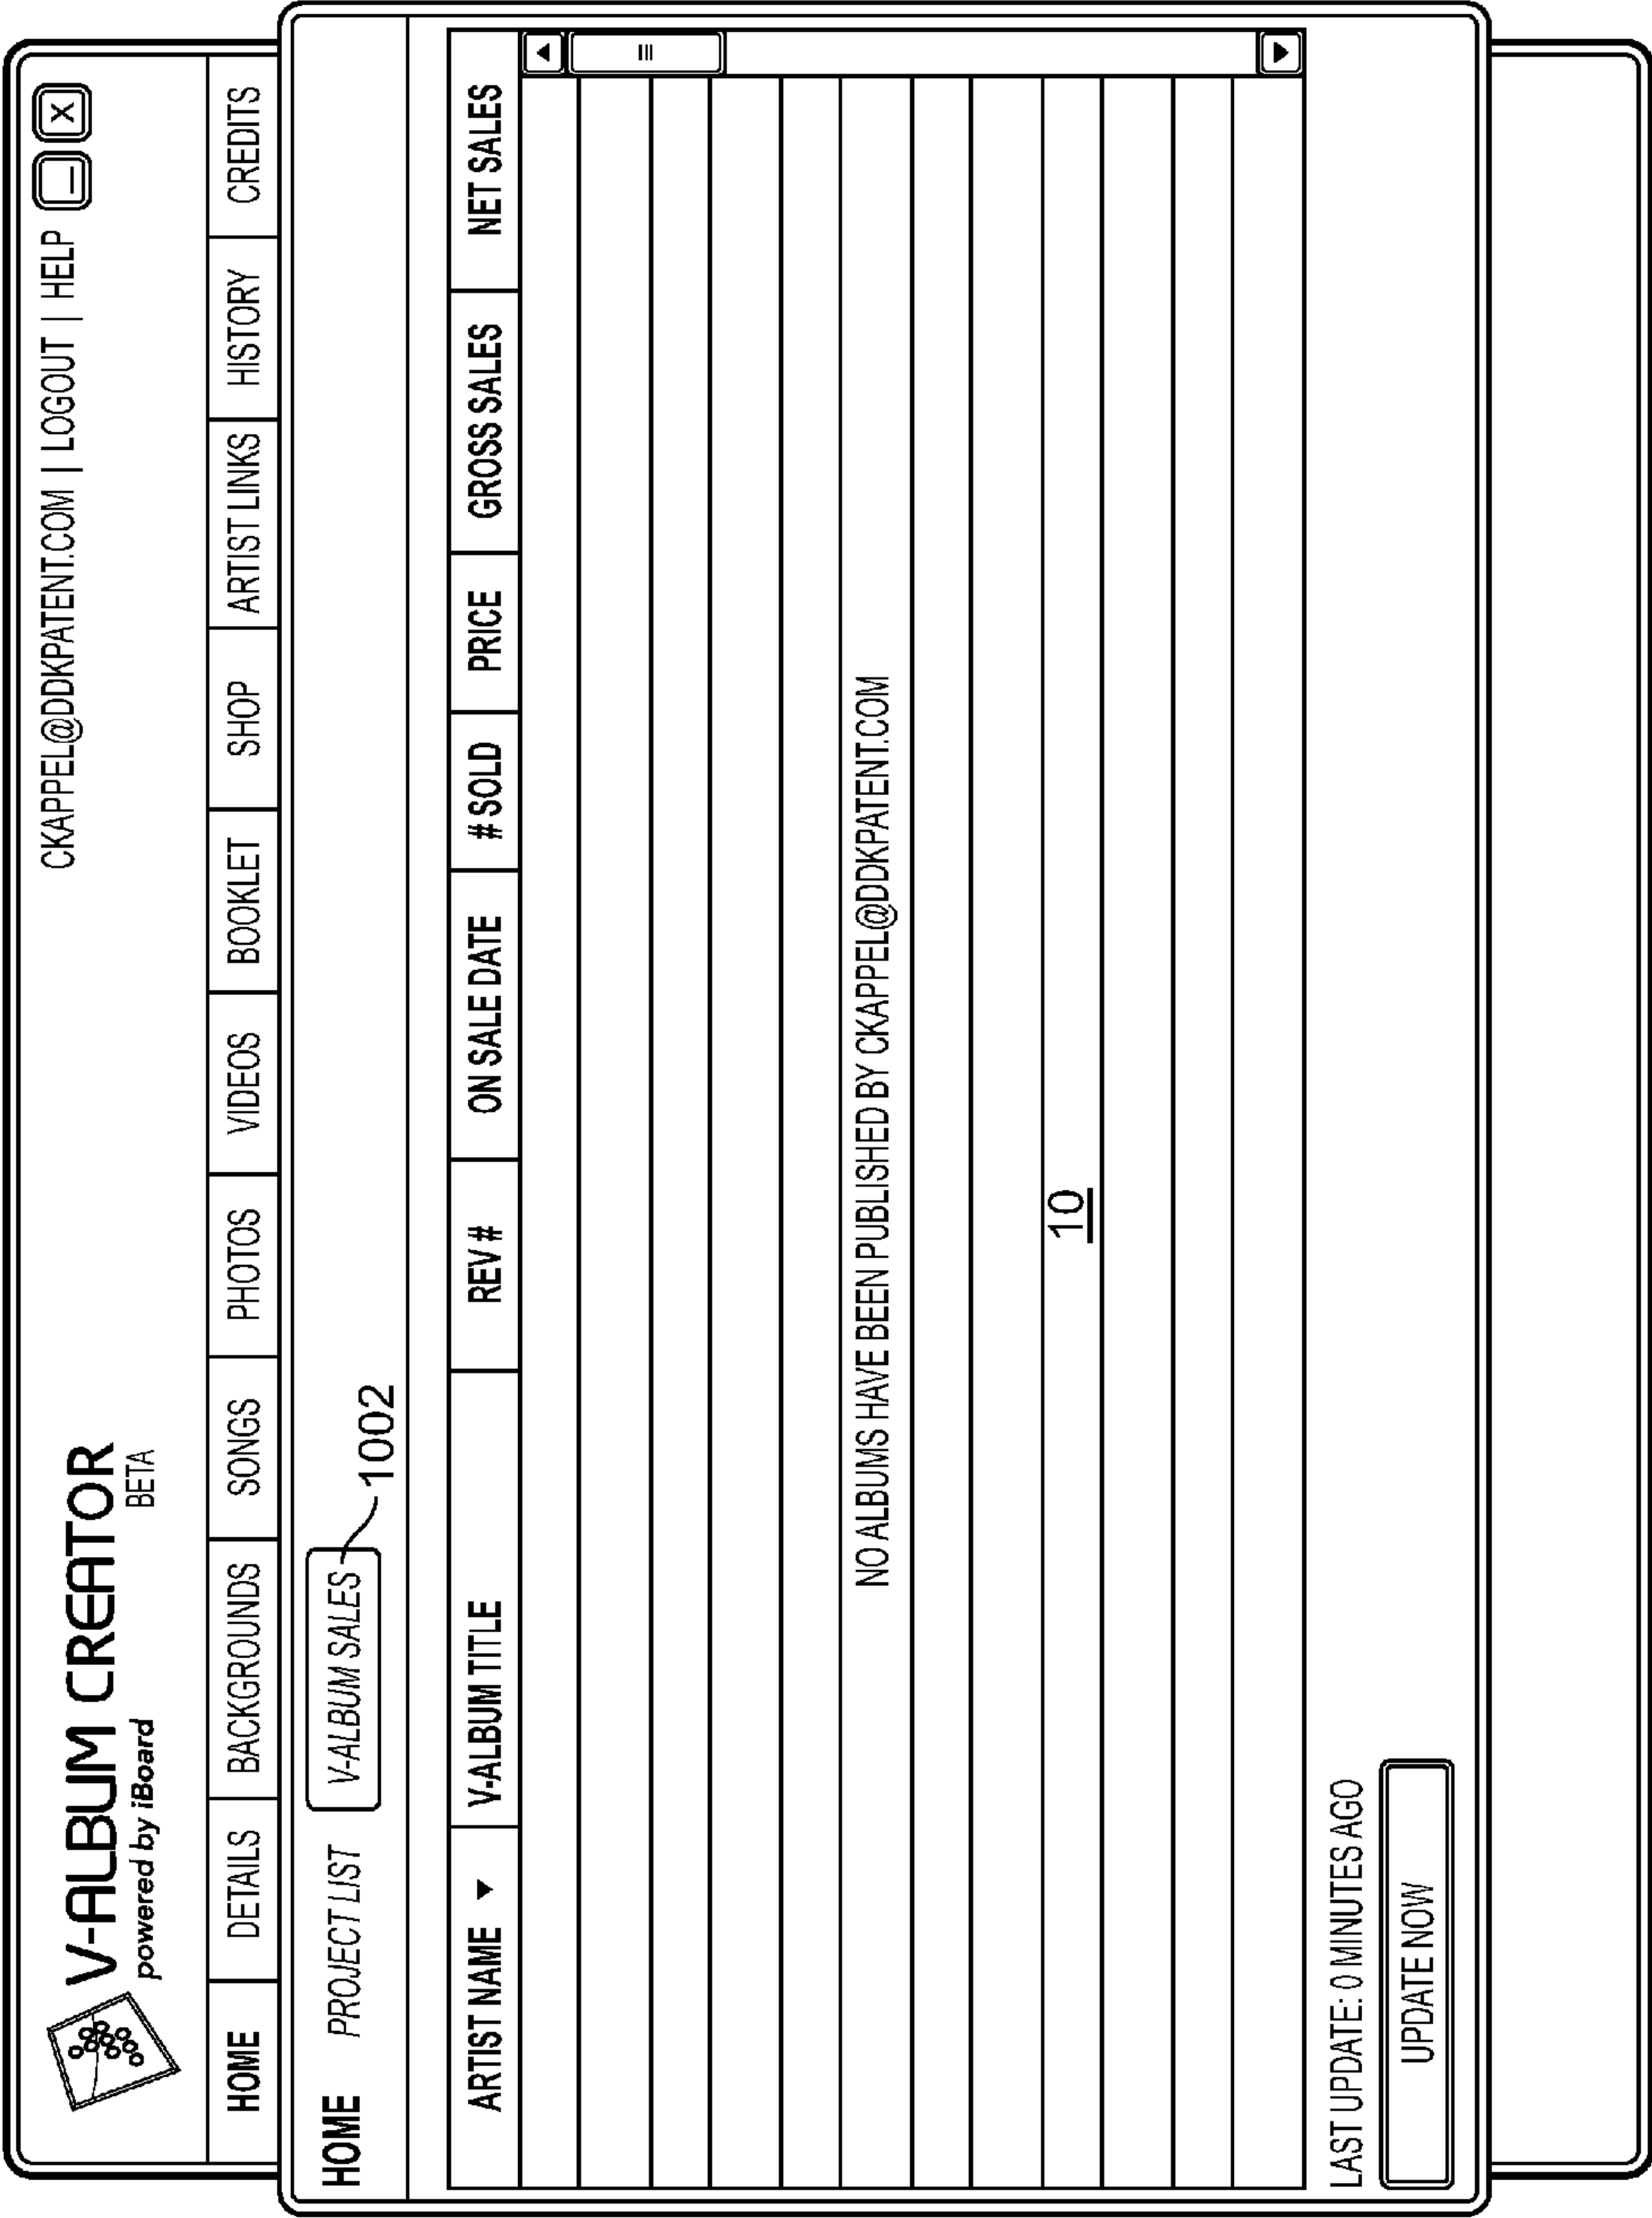 CKAPPEL@DDKPATENT.COM | LOGOUT | HELP _ X
V-ALBUM CREATOR
powered by iBoard BETA
HOME DETAILS BACKGROUNDS SONGS PHOTOS VIDEOS BOOKLET SHOP ARTIST LINKS HISTORY CREDITS
HOME PROJECT LIST V-ALBUM SALES 1002
ARTIST NAME ▼ V-ALBUM TITLE REV # ON SALE DATE # SOLD PRICE GROSS SALES NET SALES
NO ALBUMS HAVE BEEN PUBLISHED BY CKAPPEL@DDKPATENT.COM
10
LAST UPDATE: 0 MINUTES AGO
UPDATE NOW